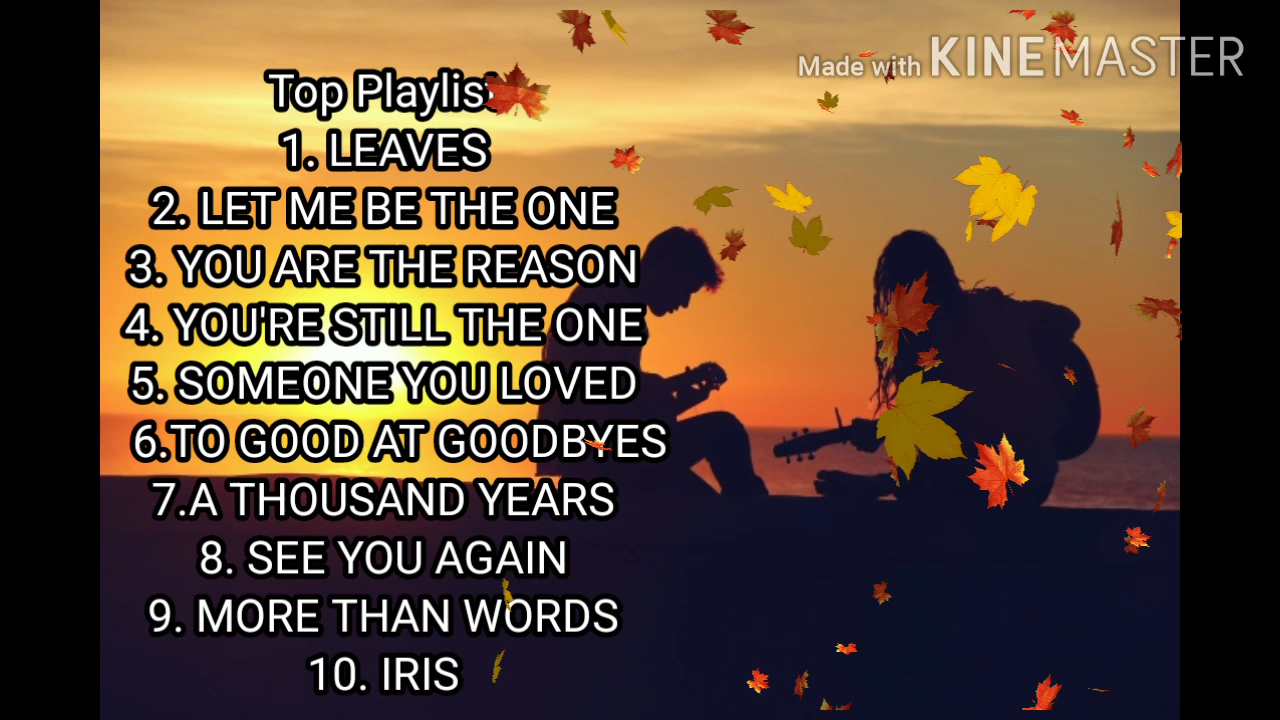 Made with KINEMASTER
Top Playlist
1. LEAVES
2. LET ME BE THE ONE
3. YOU ARE THE REASON
4. YOU'RE STILL THE ONE
5. SOMEONE YOU LOVED
6.TO GOOD AT GOODBYES
7.A THOUSAND YEARS
8. SEE YOU AGAIN
9. MORE THAN WORDS
10. IRIS